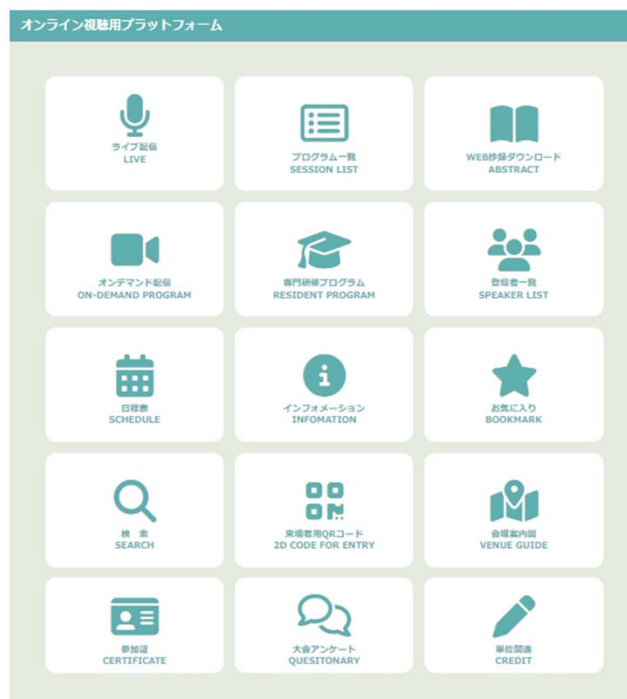 オンライン視聴用プラットフォーム
ライブ配信
LIVE
プログラム一覧
SESSION LIST
WEB抄録ダウンロード
ABSTRACT
オンデマンド配信
ON-DEMAND PROGRAM
専門研修プログラム
RESIDENT PROGRAM
登壇者一覧
SPEAKER LIST
日程表
SCHEDULE
インフォメーション
INFOMATION
お気に入り
BOOKMARK
検 索
SEARCH
来場者用QRコード
2D CODE FOR ENTRY
会場案内図
VENUE GUIDE
参加証
CERTIFICATE
大会アンケート
QUESITONARY
単位関連
CREDIT